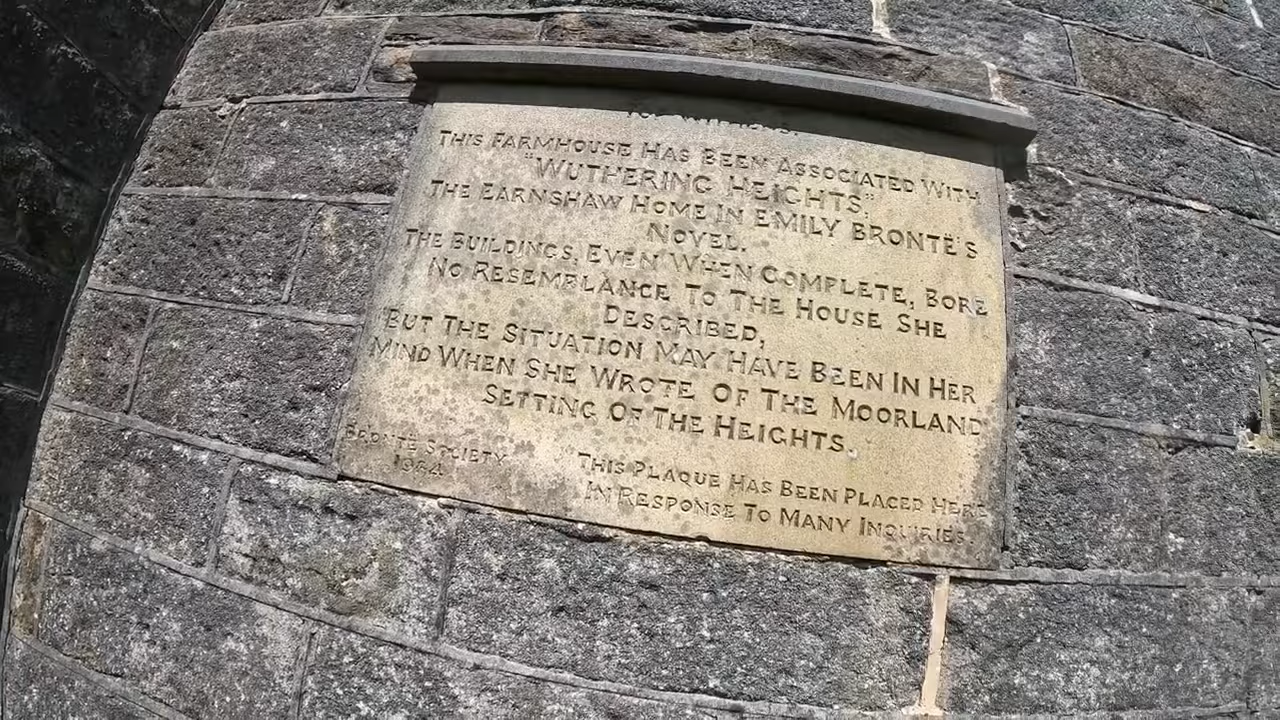 TOP WITHENS.
THIS FARMHOUSE HAS BEEN ASSOCIATED WITH
"WUTHERING HEIGHTS".
THE EARNSHAW HOME IN EMILY BRONTË'S
NOVEL.
THE BUILDINGS, EVEN WHEN COMPLETE, BORE
NO RESEMBLANCE TO THE HOUSE SHE
DESCRIBED,
BUT THE SITUATION MAY HAVE BEEN IN HER
MIND WHEN SHE WROTE OF THE MOORLAND
SETTING OF THE HEIGHTS.
BRONTË SOCIETY
1964
THIS PLAQUE HAS BEEN PLACED HERE
IN RESPONSE TO MANY INQUIRIES.